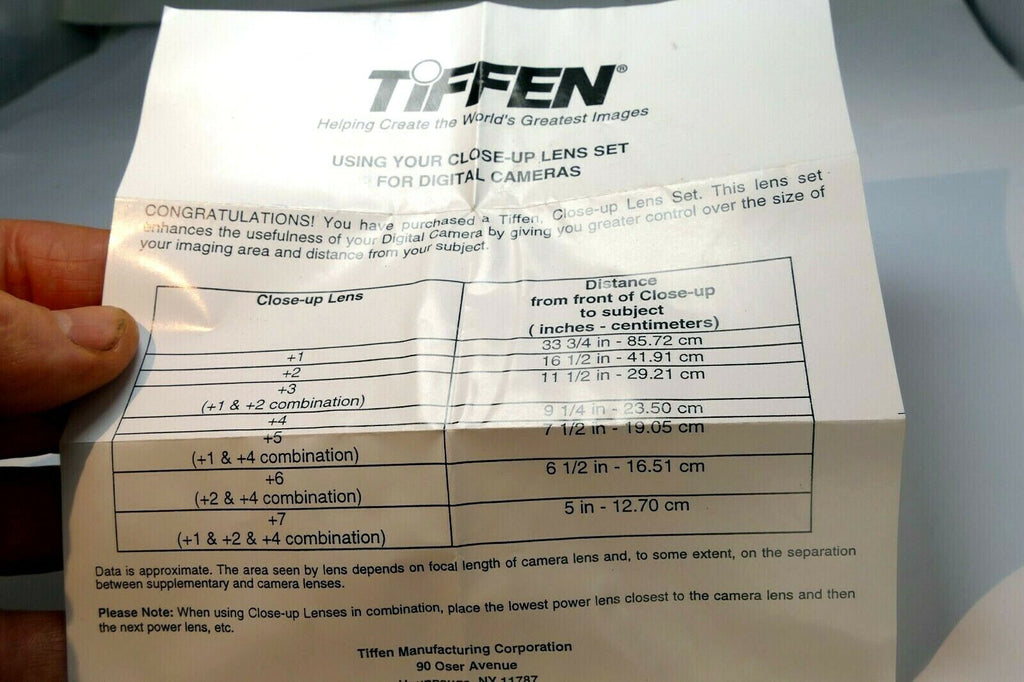 TIFFEN®
Helping Create the World's Greatest Images
USING YOUR CLOSE-UP LENS SET
FOR DIGITAL CAMERAS
CONGRATULATIONS! You have purchased a Tiffen, Close-up Lens Set. This lens set
enhances the usefulness of your Digital Camera by giving you greater control over the size of
your imaging area and distance from your subject.
Close-up Lens
Distance
from front of Close-up
to subject
( inches - centimeters)
+1
33 3/4 in - 85.72 cm
+2
16 1/2 in - 41.91 cm
+3
(+1 & +2 combination)
11 1/2 in - 29.21 cm
+4
9 1/4 in - 23.50 cm
+5
(+1 & +4 combination)
7 1/2 in - 19.05 cm
+6
(+2 & +4 combination)
6 1/2 in - 16.51 cm
+7
(+1 & +2 & +4 combination)
5 in - 12.70 cm
Data is approximate. The area seen by lens depends on focal length of camera lens and, to some extent, on the separation
between supplementary and camera lenses.
Please Note: When using Close-up Lenses in combination, place the lowest power lens closest to the camera lens and then
the next power lens, etc.
Tiffen Manufacturing Corporation
90 Oser Avenue
NY 11787